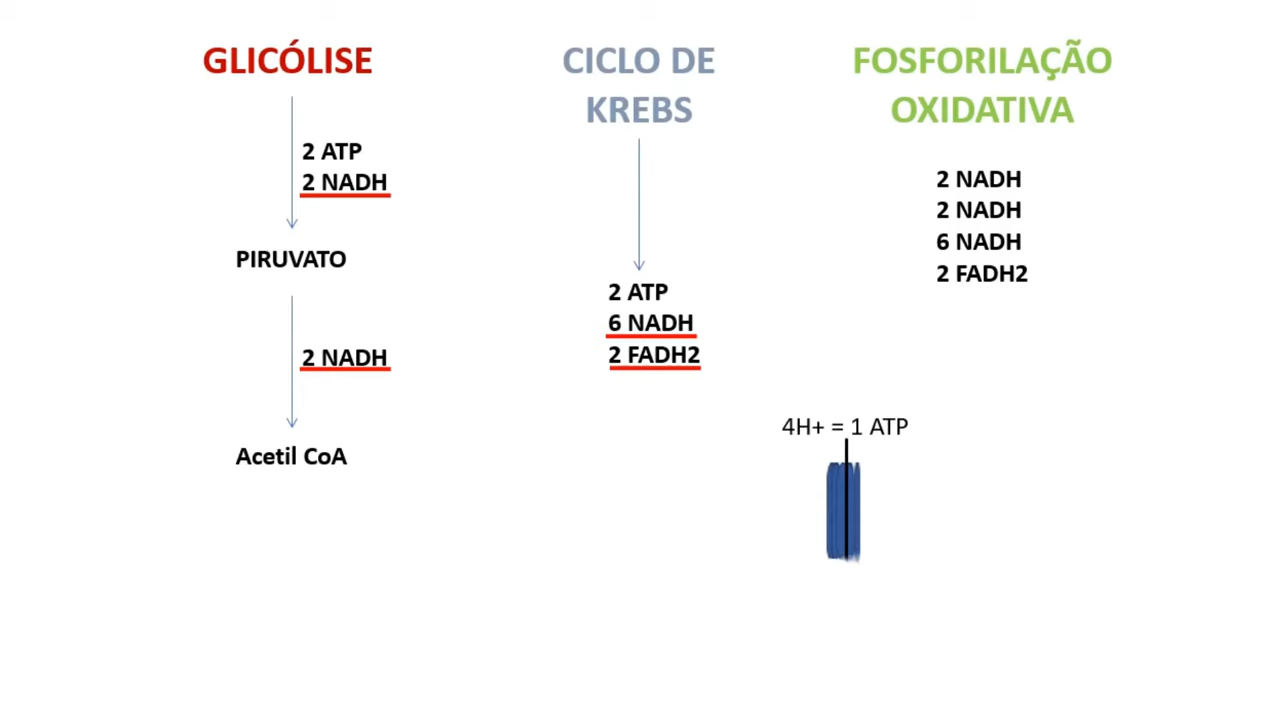 GLICÓLISE
2 ATP
2 NADH
PIRUVATO
2 NADH
Acetil CoA
CICLO DE
KREBS
2 ATP
6 NADH
2 FADH2
FOSFORILAÇÃO
OXIDATIVA
2 NADH
2 NADH
6 NADH
2 FADH2
4H+ = 1 ATP